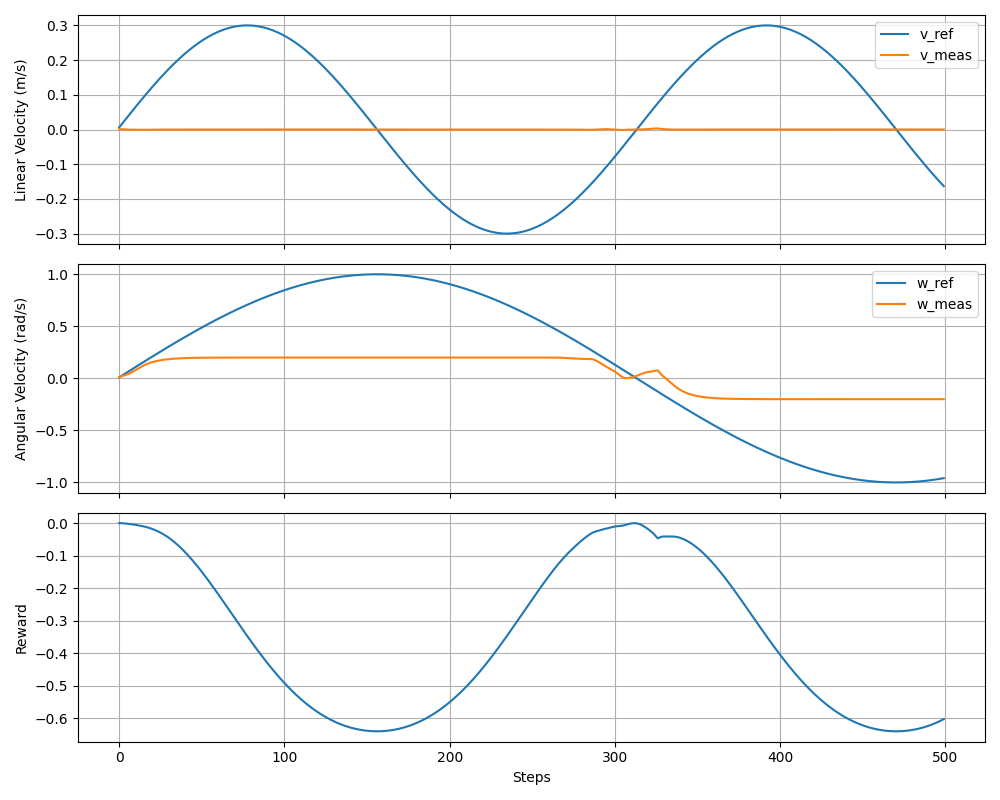 0.3
0.2
0.1
0.0
−0.1
−0.2
−0.3
Linear Velocity (m/s)
v_ref
v_meas
1.0
0.5
0.0
−0.5
−1.0
Angular Velocity (rad/s)
w_ref
w_meas
0.0
−0.1
−0.2
−0.3
−0.4
−0.5
−0.6
Reward
0 100 200 300 400 500
Steps